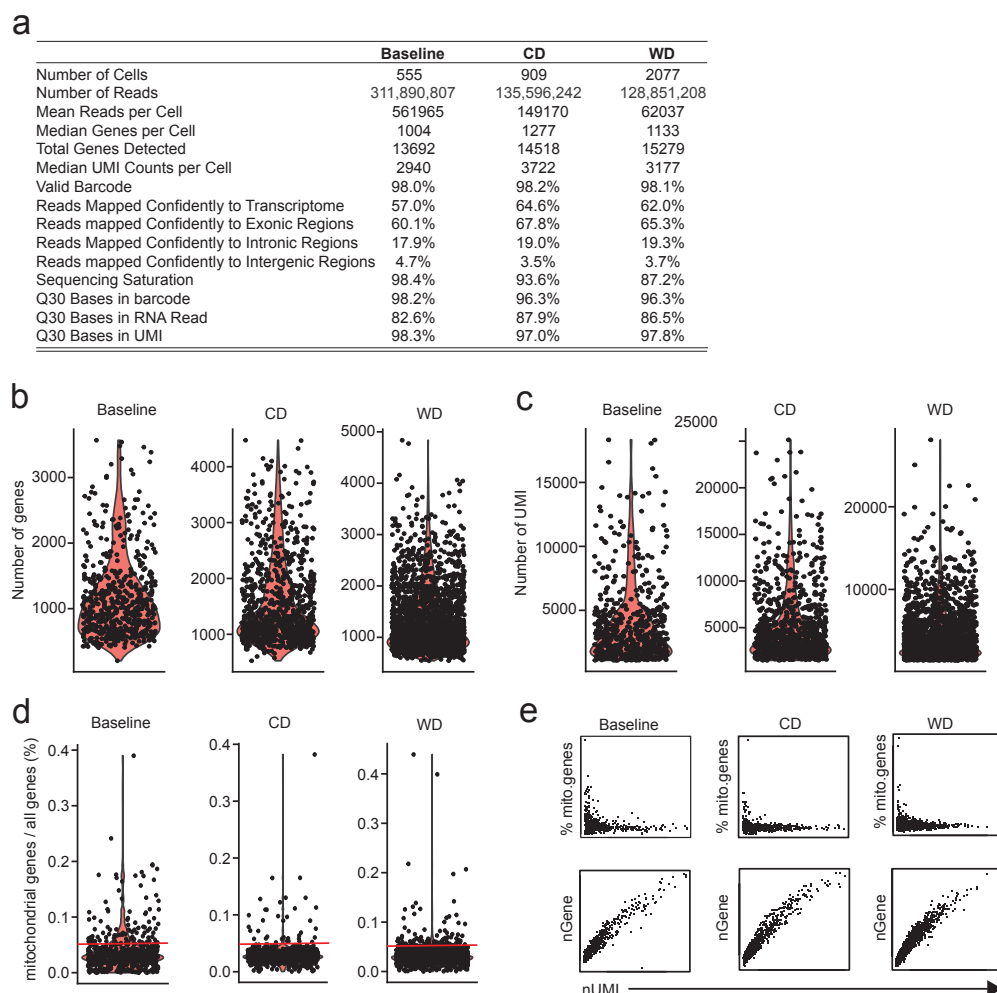 a
Baseline CD WD
Number of Cells 555 909 2077
Number of Reads 311,890,807 135,596,242 128,851,208
Mean Reads per Cell 561965 149170 62037
Median Genes per Cell 1004 1277 1133
Total Genes Detected 13692 14518 15279
Median UMI Counts per Cell 2940 3722 3177
Valid Barcode 98.0% 98.2% 98.1%
Reads Mapped Confidently to Transcriptome 57.0% 64.6% 62.0%
Reads mapped Confidently to Exonic Regions 60.1% 67.8% 65.3%
Reads Mapped Confidently to Intronic Regions 17.9% 19.0% 19.3%
Reads mapped Confidently to Intergenic Regions 4.7% 3.5% 3.7%
Sequencing Saturation 98.4% 93.6% 87.2%
Q30 Bases in barcode 98.2% 96.3% 96.3%
Q30 Bases in RNA Read 82.6% 87.9% 86.5%
Q30 Bases in UMI 98.3% 97.0% 97.8%
b
Baseline CD WD
Number of genes
3000
2000
1000
4000
3000
2000
1000
5000
4000
3000
2000
1000
c
Baseline CD WD
Number of UMI
15000
10000
5000
25000
20000
15000
10000
5000
20000
10000
d
Baseline CD WD
mitochondrial genes / all genes (%)
0.4
0.3
0.2
0.1
0.0
0.4
0.3
0.2
0.1
0.0
0.4
0.3
0.2
0.1
0.0
e
Baseline CD WD
% mito.genes % mito.genes % mito.genes
nGene nGene nGene
nUMI